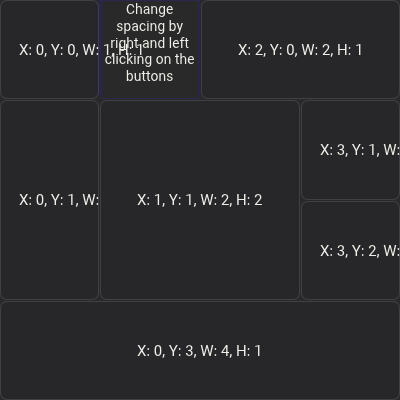 X: 0, Y: 0, W: 1, H: 1
Change
spacing by
right and left
clicking on the
buttons
X: 2, Y: 0, W: 2, H: 1
X: 0, Y: 1, W:
X: 1, Y: 1, W: 2, H: 2
X: 3, Y: 1, W:
X: 3, Y: 2, W:
X: 0, Y: 3, W: 4, H: 1